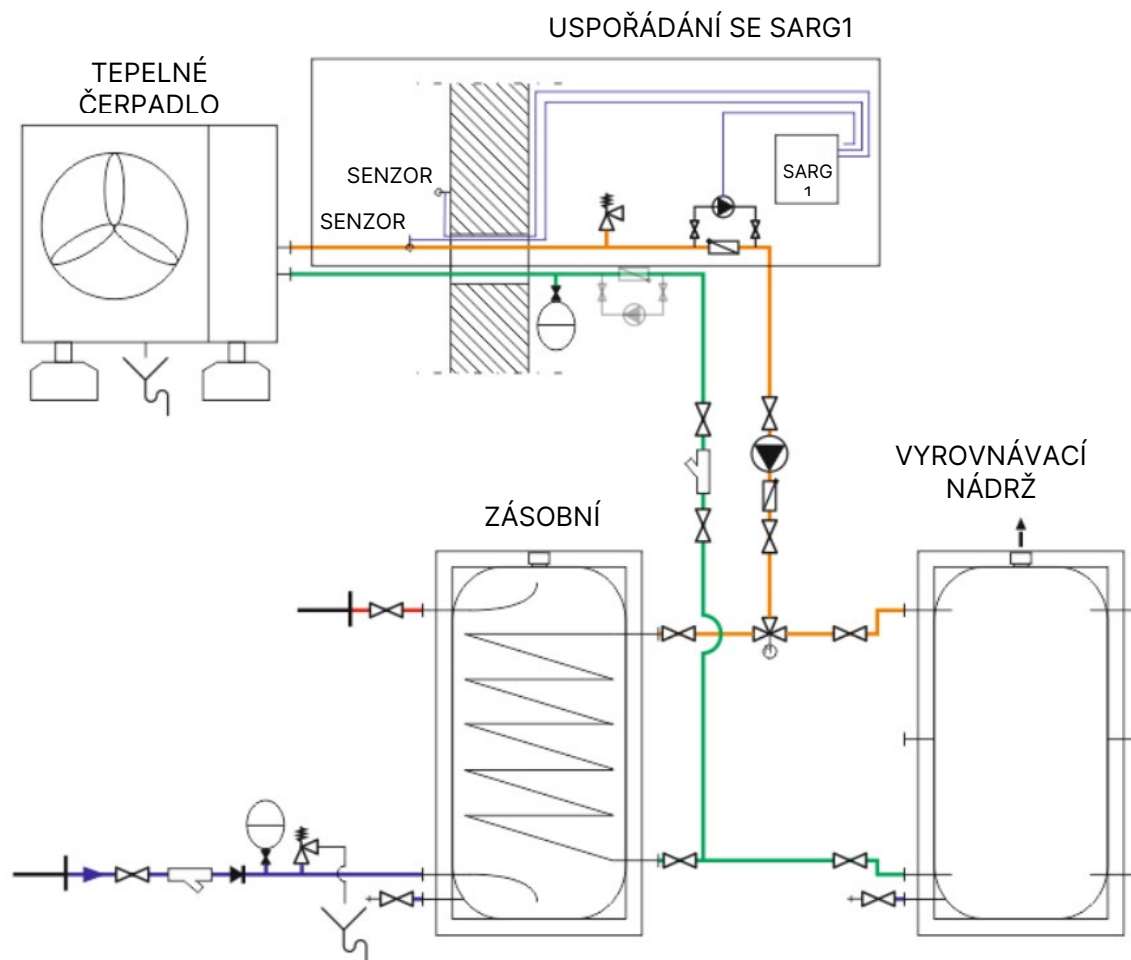 USPOŘÁDÁNÍ SE SARG1
TEPELNÉ
ČERPADLO
SENZOR
SENZOR
SARG
1
VYROVNÁVACÍ
NÁDRŽ
ZÁSOBNÍ